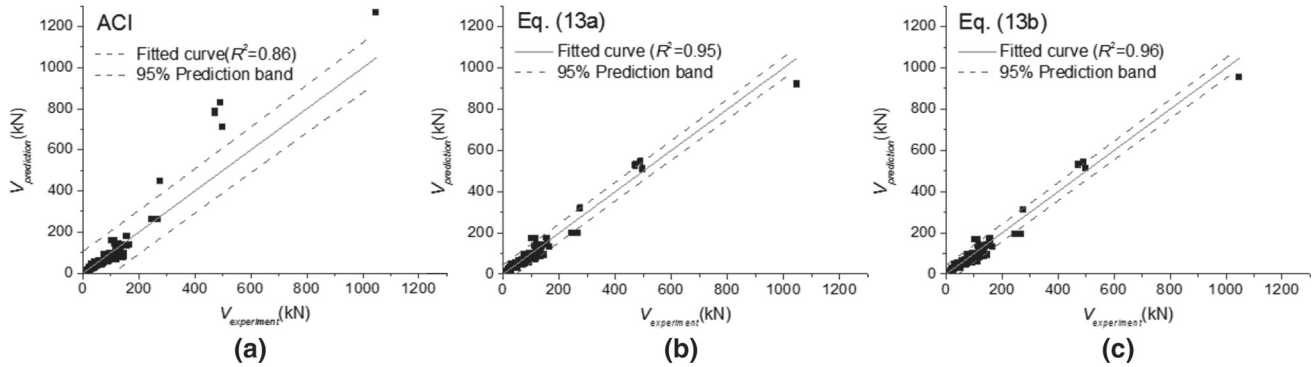 ACI
Fitted curve(R²=0.86)
95% Prediction band
1200
1000
800
600
400
200
0
V_prediction(kN)
0 200 400 600 800 1000 1200
V_experiment(kN)
(a)
Eq. (13a)
Fitted curve (R²=0.95)
95% Prediction band
1200
1000
800
600
400
200
0
V_prediction(kN)
0 200 400 600 800 1000 1200
V_experiment(kN)
(b)
Eq. (13b)
Fitted curve (R²=0.96)
95% Prediction band
1200
1000
800
600
400
200
0
V_prediction(kN)
0 200 400 600 800 1000 1200
V_experiment(kN)
(c)